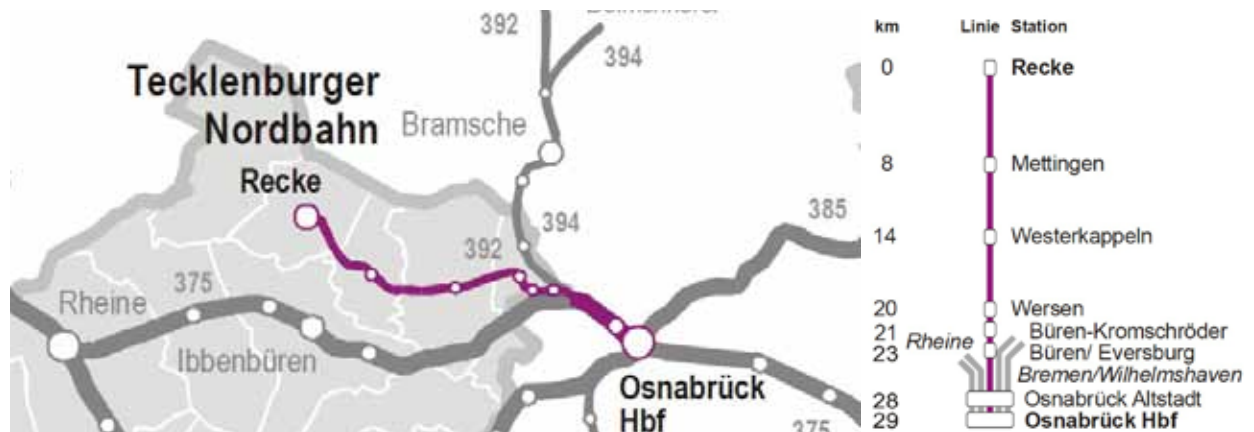 392
394
Tecklenburger
Nordbahn
Bramsche
Recke
394
392
385
Rheine
375
Ibbenbüren
Osnabrück
Hbf
375
km Linie Station
0 Recke
8 Mettingen
14 Westerkappeln
20 Wersen
21 Büren-Kromschröder
Rheine
23 Büren/ Eversburg
Bremen/Wilhelmshaven
28 Osnabrück Altstadt
29 Osnabrück Hbf